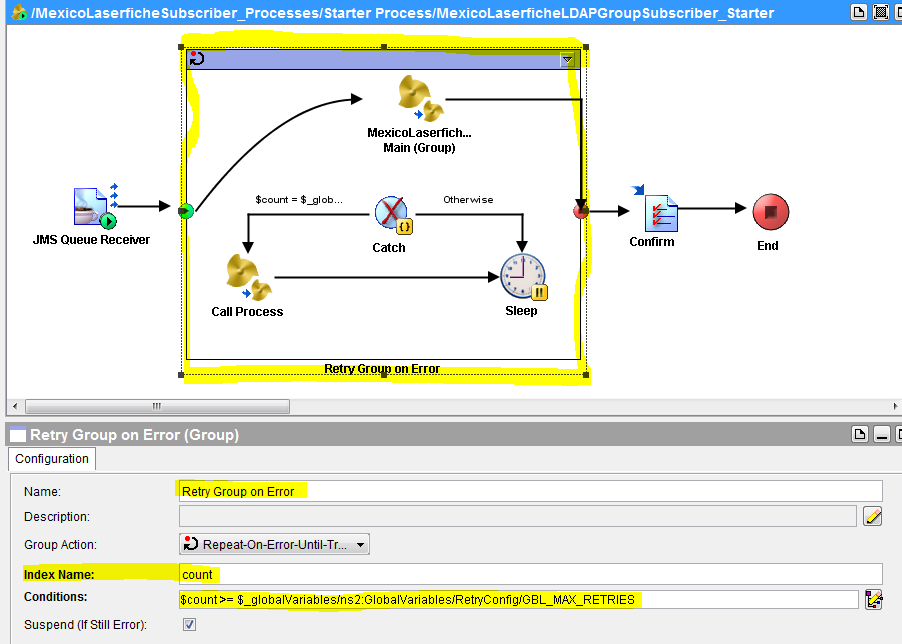 /MexicoLaserficheSubscriber_Processes/Starter Process/MexicoLaserficheLDAPGroupSubscriber_Starter
MexicoLaserfich...
Main (Group)
JMS Queue Receiver
$count = $_glob...
Otherwise
Catch
Confirm
End
Call Process
Sleep
Retry Group on Error
Retry Group on Error (Group)
Configuration
Name: Retry Group on Error
Description:
Group Action: Repeat-On-Error-Until-Tr...
Index Name: count
Conditions: $count>= $_globalVariables/ns2:GlobalVariables/RetryConfig/GBL_MAX_RETRIES
Suspend (If Still Error):